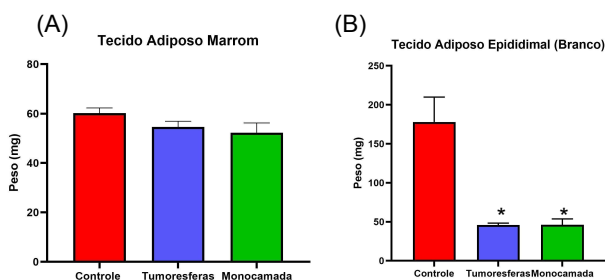 (A)
Tecido Adiposo Marrom
Peso (mg)
80
60
40
20
0
Controle Tumoresferas Monocamada
(B)
Tecido Adiposo Epididimal (Branco)
Peso (mg)
250
200
150
100
50
0
* *
Controle Tumoresferas Monocamada